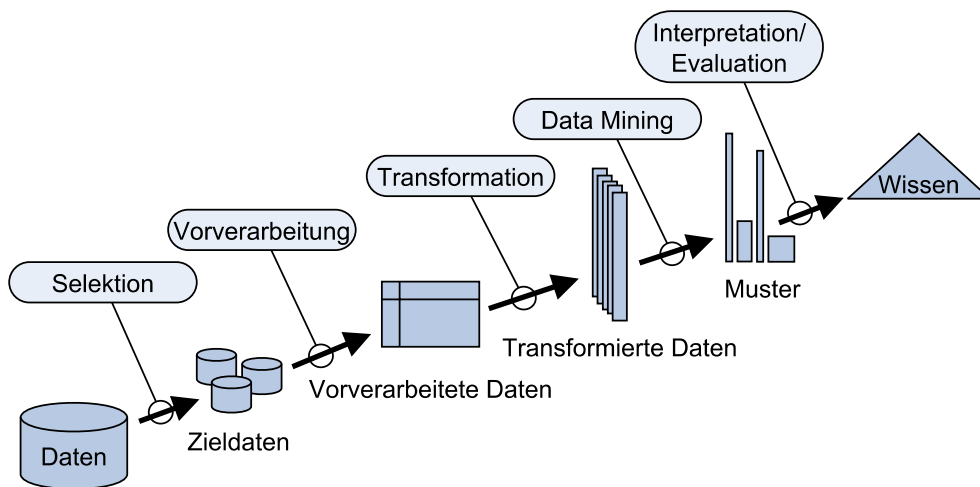 Interpretation/
Evaluation
Data Mining
Transformation
Wissen
Vorverarbeitung
Selektion
Muster
Transformierte Daten
Vorverarbeitete Daten
Zieldaten
Daten